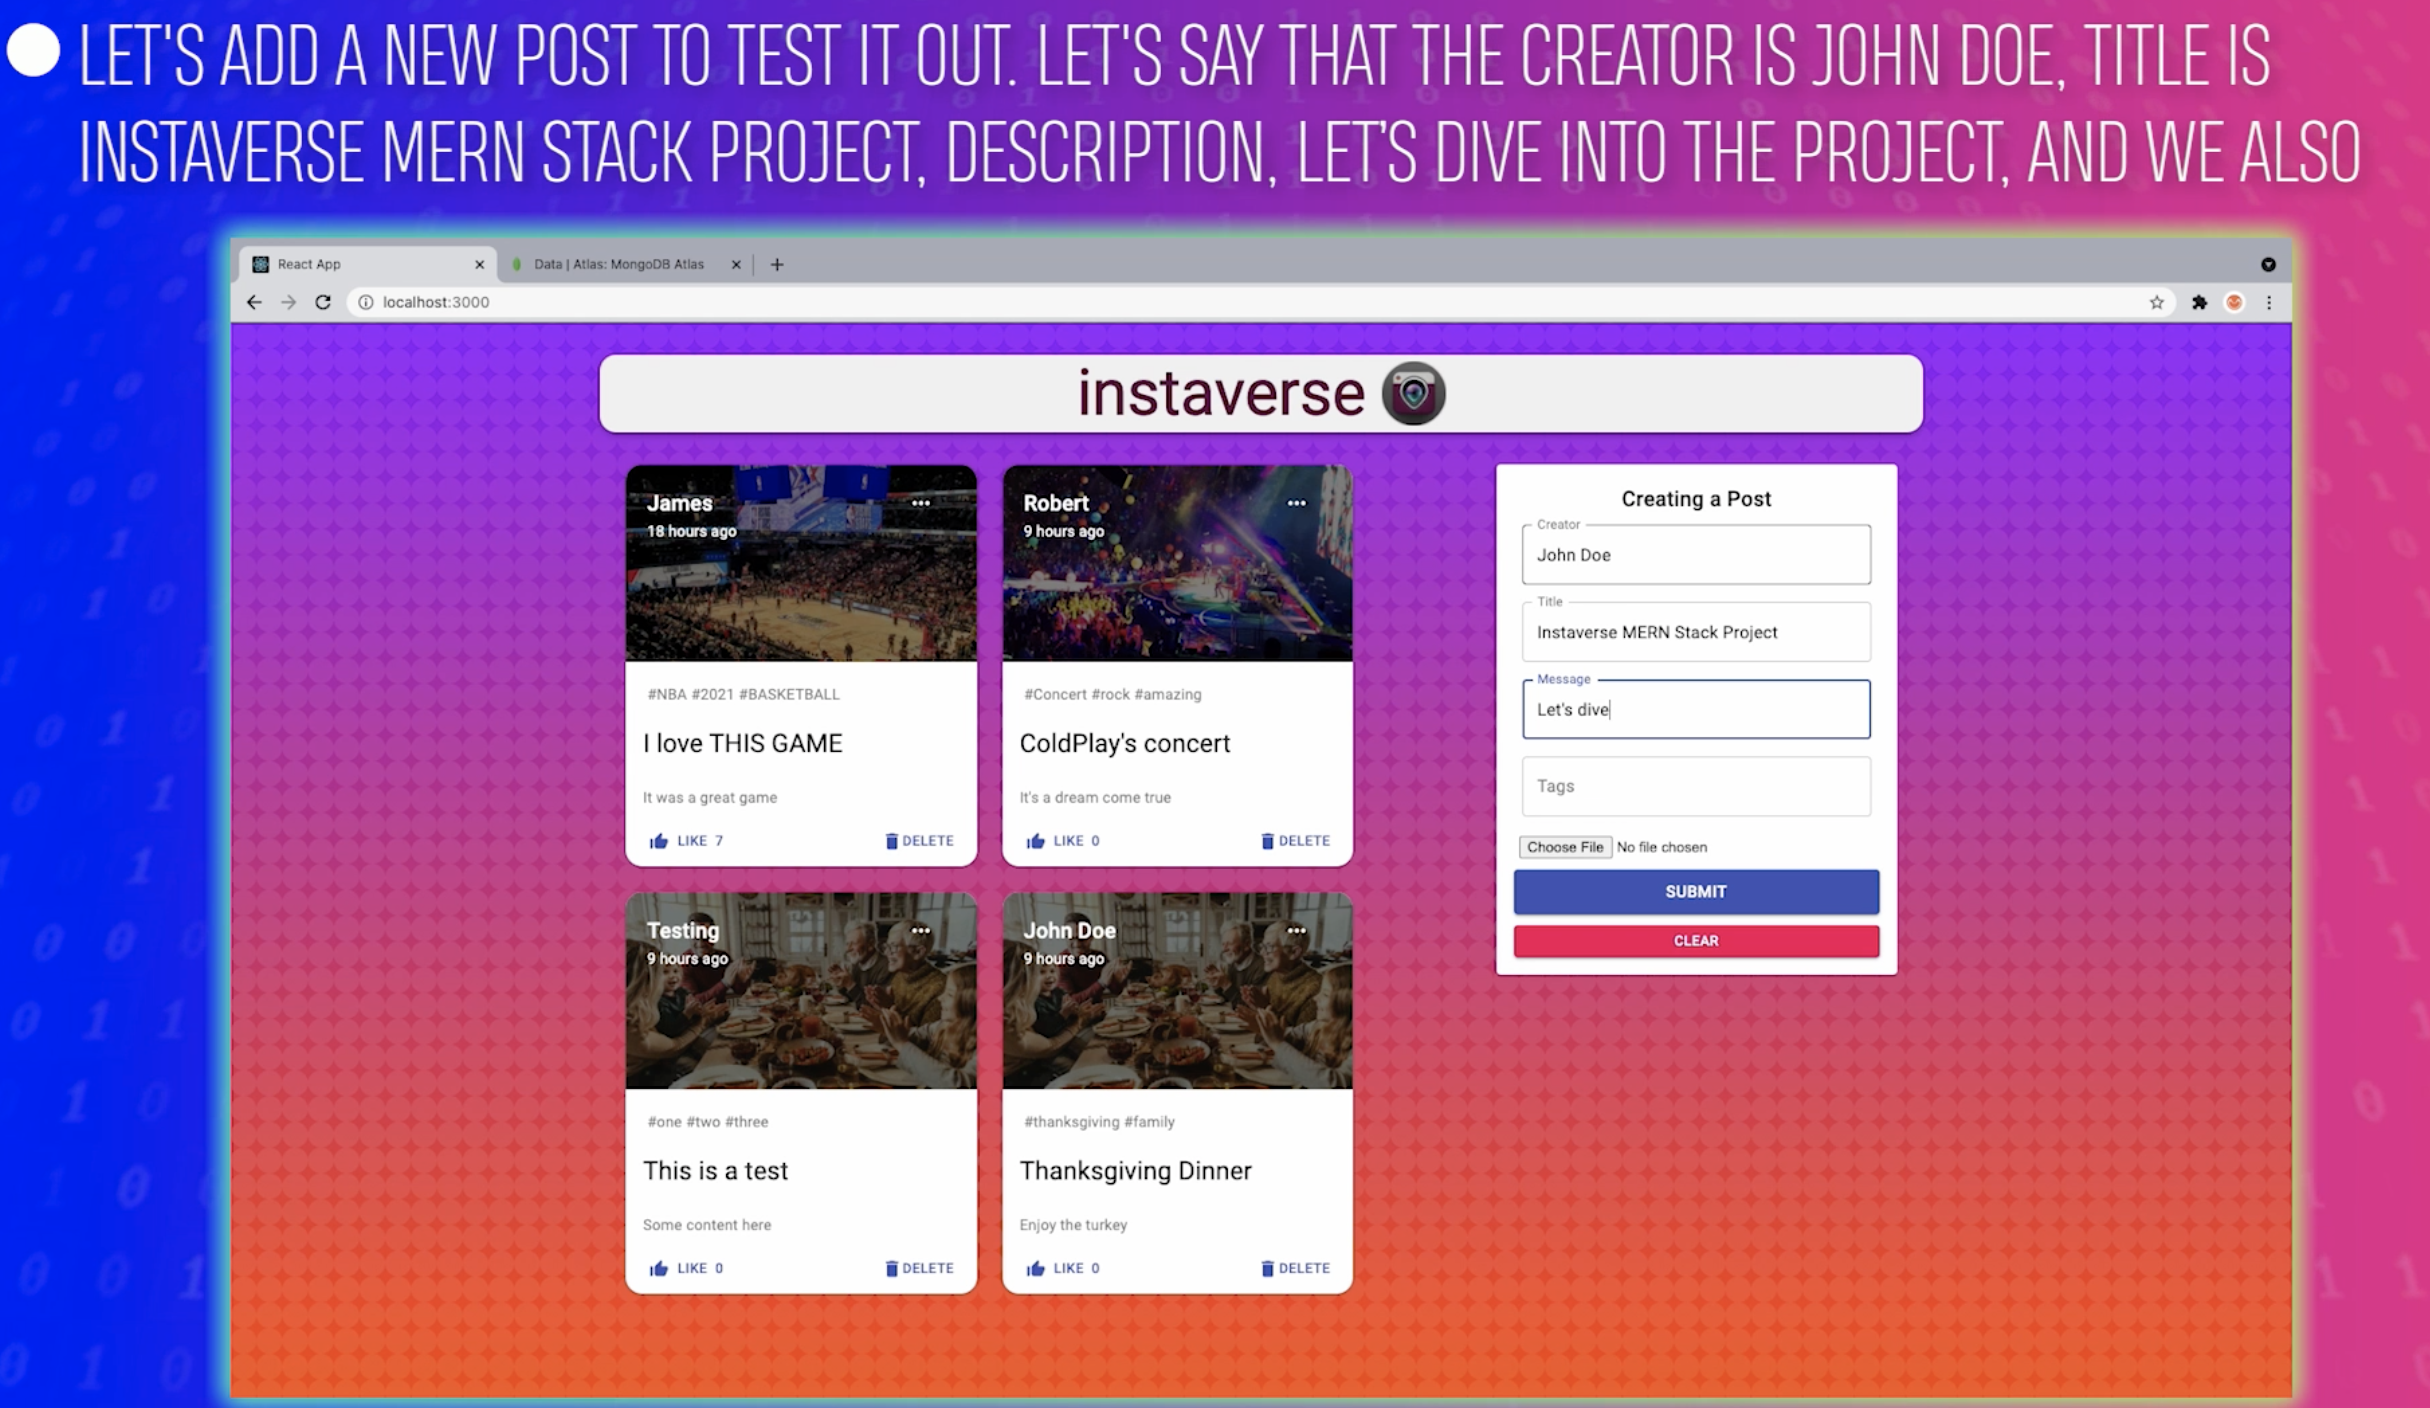 LET'S ADD A NEW POST TO TEST IT OUT. LET'S SAY THAT THE CREATOR IS JOHN DOE, TITLE IS
INSTAVERSE MERN STACK PROJECT, DESCRIPTION, LET'S DIVE INTO THE PROJECT, AND WE ALSO
React App
Data | Atlas: MongoDB Atlas
localhost:3000
instaverse
James
18 hours ago
#NBA #2021 #BASKETBALL
I love THIS GAME
It was a great game
LIKE 7 DELETE
Robert
9 hours ago
#Concert #rock #amazing
ColdPlay's concert
It's a dream come true
LIKE 0 DELETE
Testing
9 hours ago
#one #two #three
This is a test
Some content here
LIKE 0 DELETE
John Doe
9 hours ago
#thanksgiving #family
Thanksgiving Dinner
Enjoy the turkey
LIKE 0 DELETE
Creating a Post
Creator
John Doe
Title
Instaverse MERN Stack Project
Message
Let's dive
Tags
Choose File No file chosen
SUBMIT
CLEAR